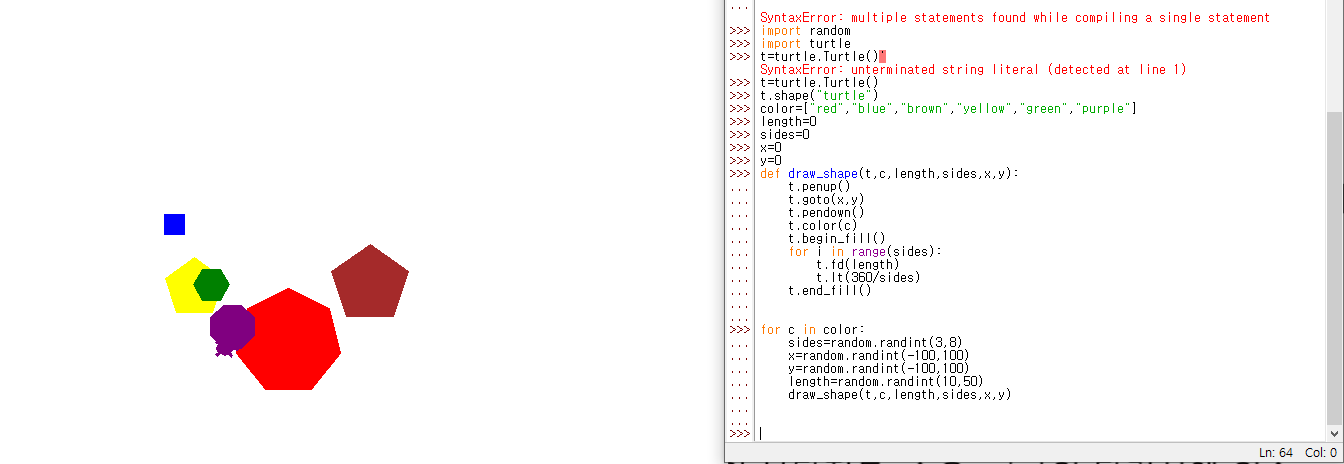 ...
SyntaxError: multiple statements found while compiling a single statement
>>> import random
>>> import turtle
>>> t=turtle.Turtle()'
SyntaxError: unterminated string literal (detected at line 1)
>>> t=turtle.Turtle()
>>> t.shape("turtle")
>>> color=["red","blue","brown","yellow","green","purple"]
>>> length=0
>>> sides=0
>>> x=0
>>> y=0
>>> def draw_shape(t,c,length,sides,x,y):
...     t.penup()
...     t.goto(x,y)
...     t.pendown()
...     t.color(c)
...     t.begin_fill()
...     for i in range(sides):
...         t.fd(length)
...         t.lt(360/sides)
...     t.end_fill()
...
...
>>> for c in color:
...     sides=random.randint(3,8)
...     x=random.randint(-100,100)
...     y=random.randint(-100,100)
...     length=random.randint(10,50)
...     draw_shape(t,c,length,sides,x,y)
...
...
>>>
Ln: 64 Col: 0